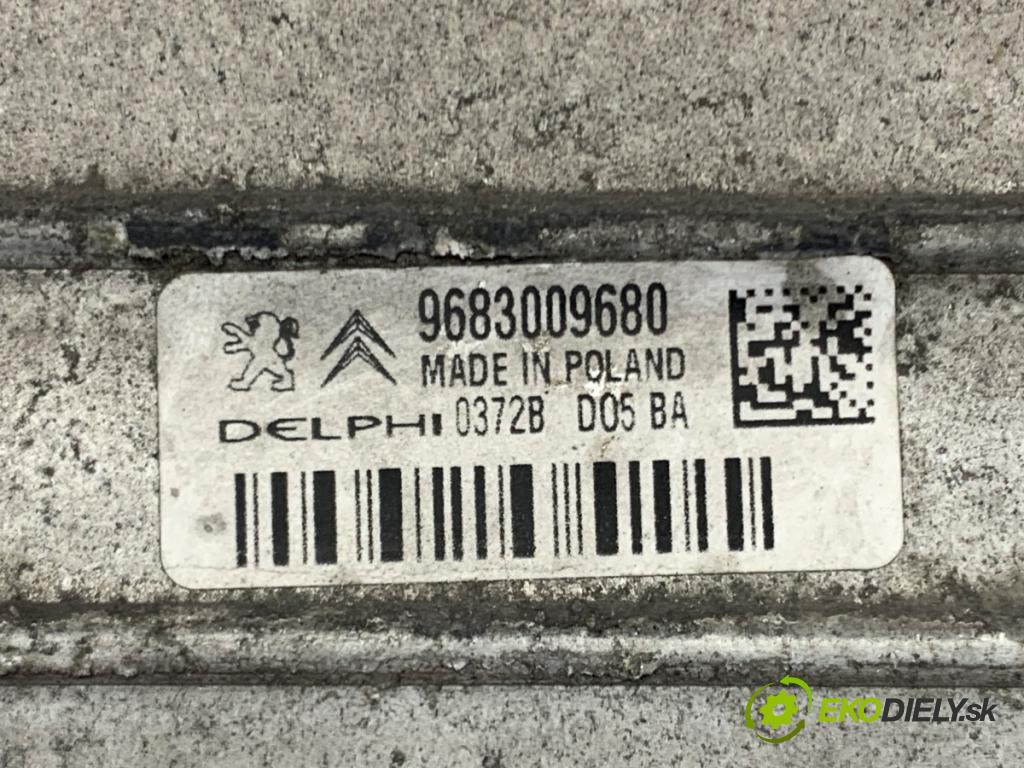 9683009680
MADE IN POLAND
DELPHI 0372B D05 BA
EKODIELY.sk